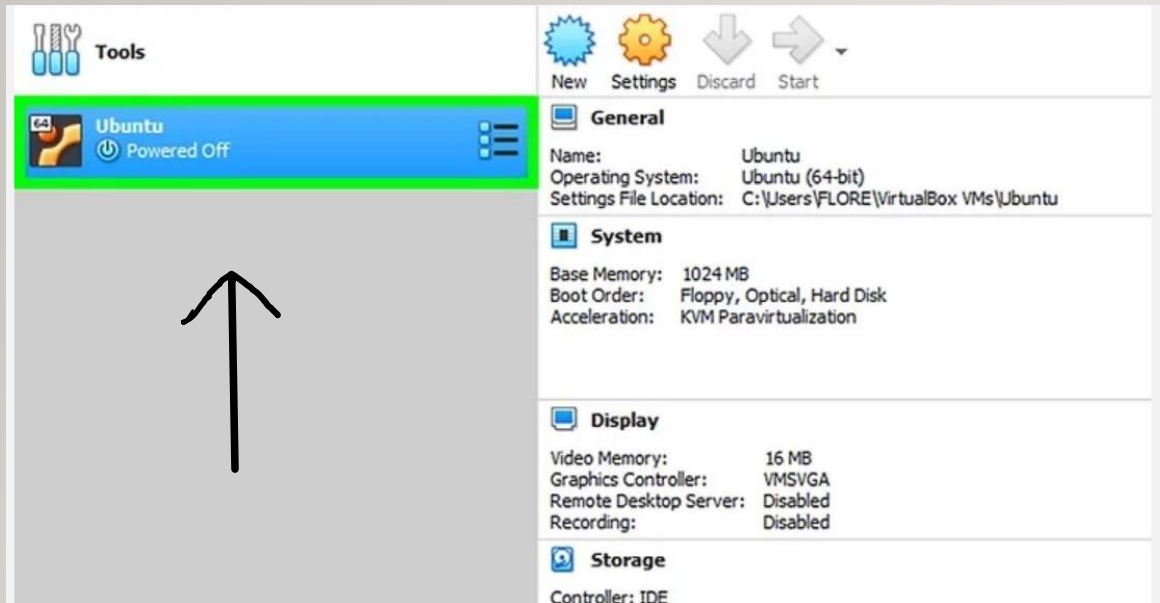 Tools
New Settings Discard Start
64
Ubuntu
Powered Off
General
Name: Ubuntu
Operating System: Ubuntu (64-bit)
Settings File Location: C:\Users\FLORE\VirtualBox VMs\Ubuntu
System
Base Memory: 1024 MB
Boot Order: Floppy, Optical, Hard Disk
Acceleration: KVM Paravirtualization
Display
Video Memory: 16 MB
Graphics Controller: VMSVGA
Remote Desktop Server: Disabled
Recording: Disabled
Storage
Controller: IDE